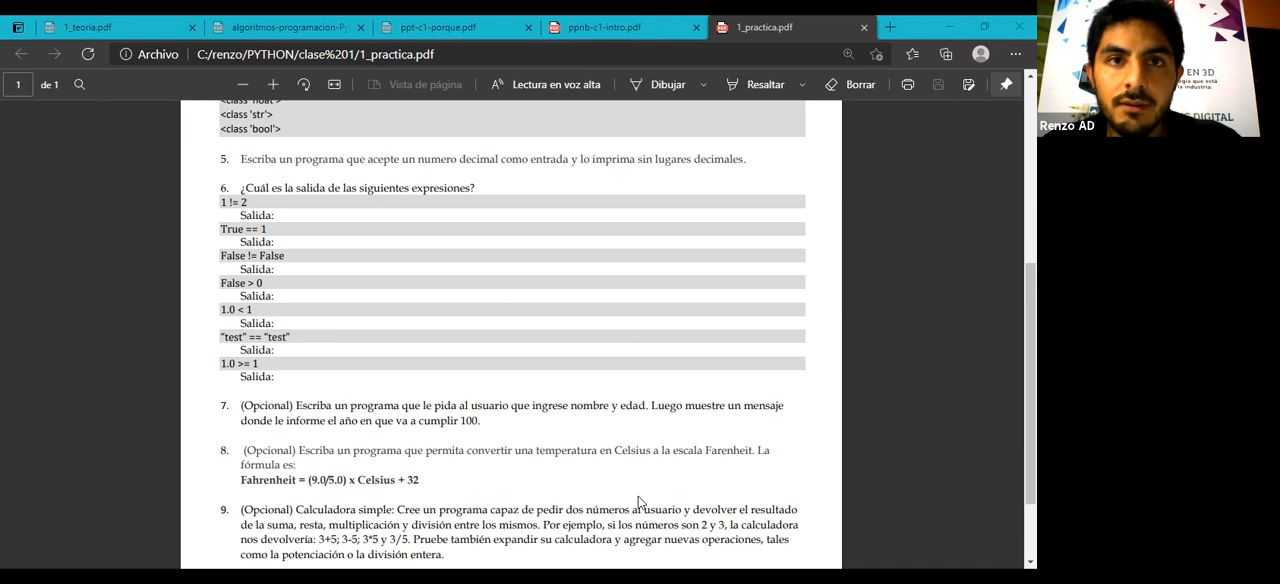 1_teoria.pdf
algoritmos-programacion-Py
ppt-c1-porque.pdf
ppnb-c1-intro.pdf
1_practica.pdf
Archivo
C:/renzo/PYTHON/clase%201/1_practica.pdf
1 de 1
Vista de página
Lectura en voz alta
Dibujar
Resaltar
Borrar
EN 3D
la industria.
DIGITAL
Renzo AD
<class 'float'>
<class 'str'>
<class 'bool'>
5. Escriba un programa que acepte un numero decimal como entrada y lo imprima sin lugares decimales.
6. ¿Cuál es la salida de las siguientes expresiones?
1 != 2
Salida:
True == 1
Salida:
False != False
Salida:
False > 0
Salida:
1.0 < 1
Salida:
"test" == "test"
Salida:
1.0 >= 1
Salida:
7. (Opcional) Escriba un programa que le pida al usuario que ingrese nombre y edad. Luego muestre un mensaje
donde le informe el año en que va a cumplir 100.
8. (Opcional) Escriba un programa que permita convertir una temperatura en Celsius a la escala Farenheit. La
fórmula es:
Fahrenheit = (9.0/5.0) x Celsius + 32
9. (Opcional) Calculadora simple: Cree un programa capaz de pedir dos números al usuario y devolver el resultado
de la suma, resta, multiplicación y división entre los mismos. Por ejemplo, si los números son 2 y 3, la calculadora
nos devolvería: 3+5; 3-5; 3*5 y 3/5. Pruebe también expandir su calculadora y agregar nuevas operaciones, tales
como la potenciación o la división entera.